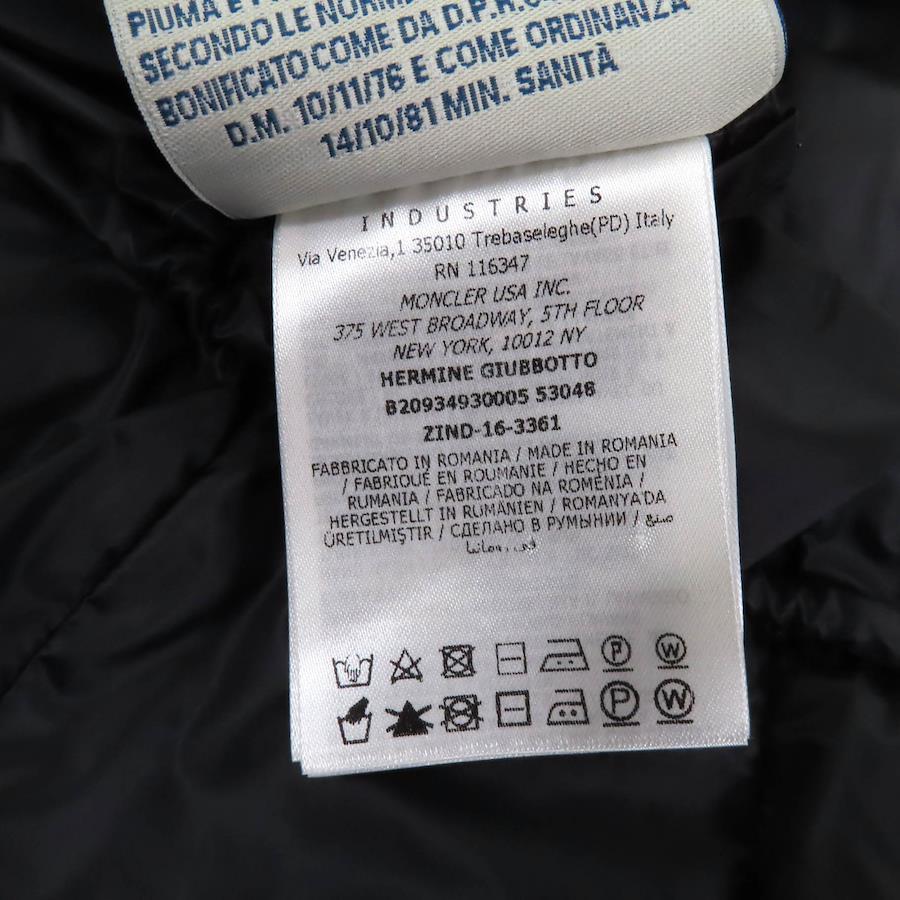 PIUMA E
SECONDO LE NORM
BONIFICATO COME DA D.P.R.
D.M. 10/11/76 E COME ORDINANZA
14/10/81 MIN. SANITÀ
INDUSTRIES
Via Venezia,1 35010 Trebaseleghe(PD) Italy
RN 116347
MONCLER USA INC.
375 WEST BROADWAY, 5TH FLOOR
NEW YORK, 10012 NY
HERMINE GIUBBOTTO
B20934930005 53048
ZIND-16-3361
FABBRICATO IN ROMANIA / MADE IN ROMANIA
/ FABRIQUÉ EN ROUMANIE / HECHO EN
RUMANIA / FABRICADO NA ROMÊNIA /
HERGESTELLT IN RUMÄNIEN / ROMANYA'DA
ÜRETILMIŞTIR / СДЕЛАНО В РУМЫНИИ / صنع
في رومانيا
P W
P W